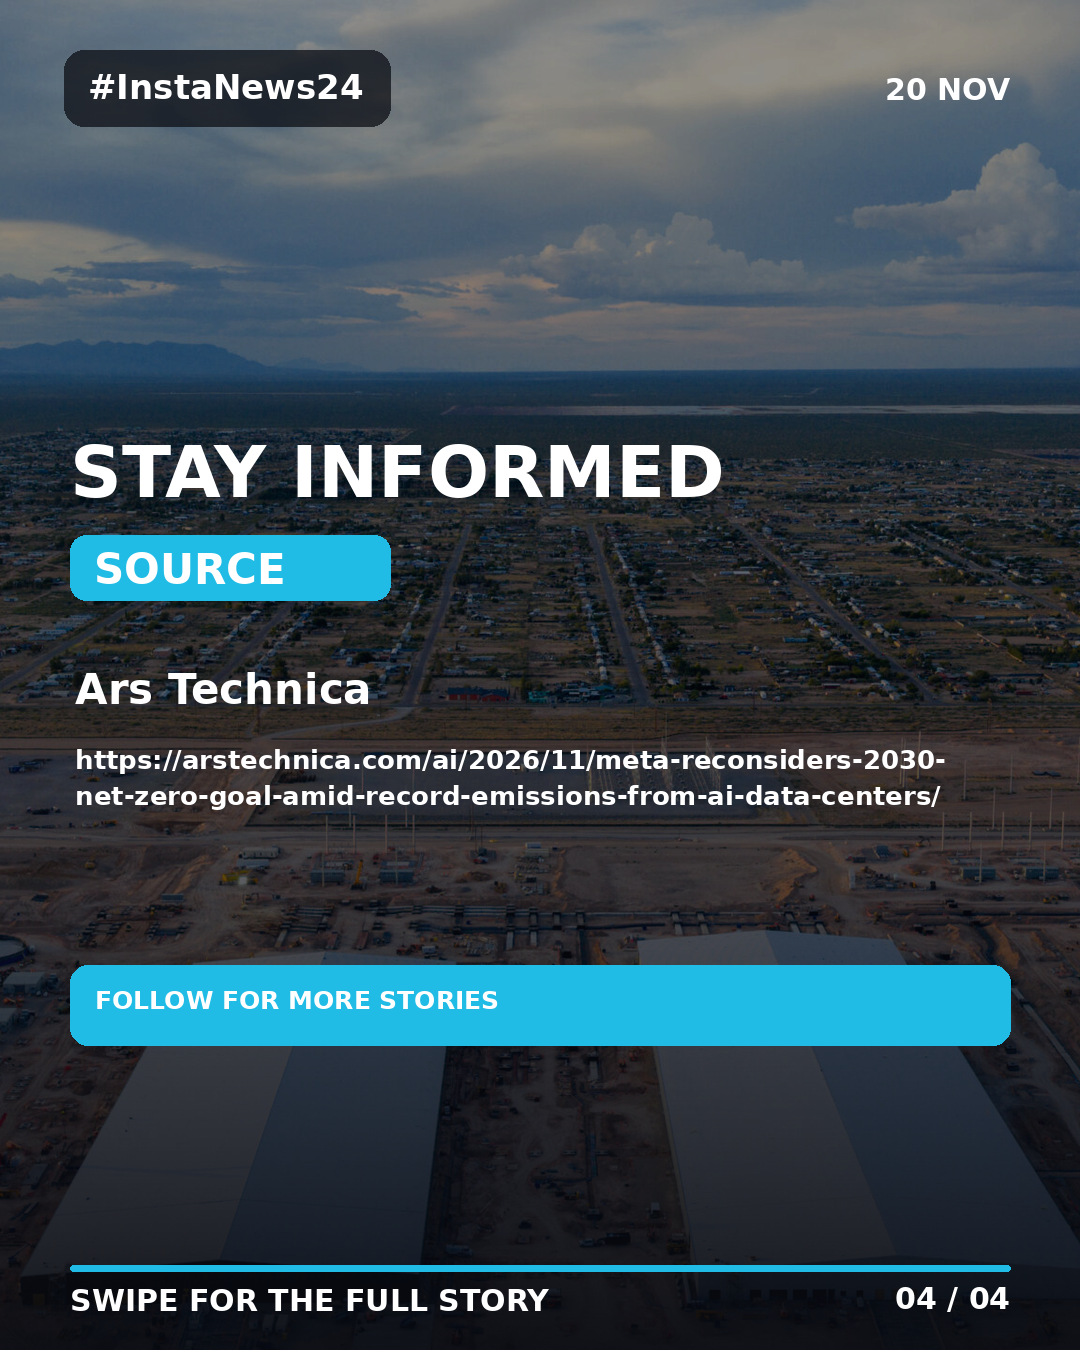 #InstaNews24
20 NOV
STAY INFORMED
SOURCE
Ars Technica
https://arstechnica.com/ai/2026/11/meta-reconsiders-2030-
net-zero-goal-amid-record-emissions-from-ai-data-centers/
FOLLOW FOR MORE STORIES
SWIPE FOR THE FULL STORY
04 / 04